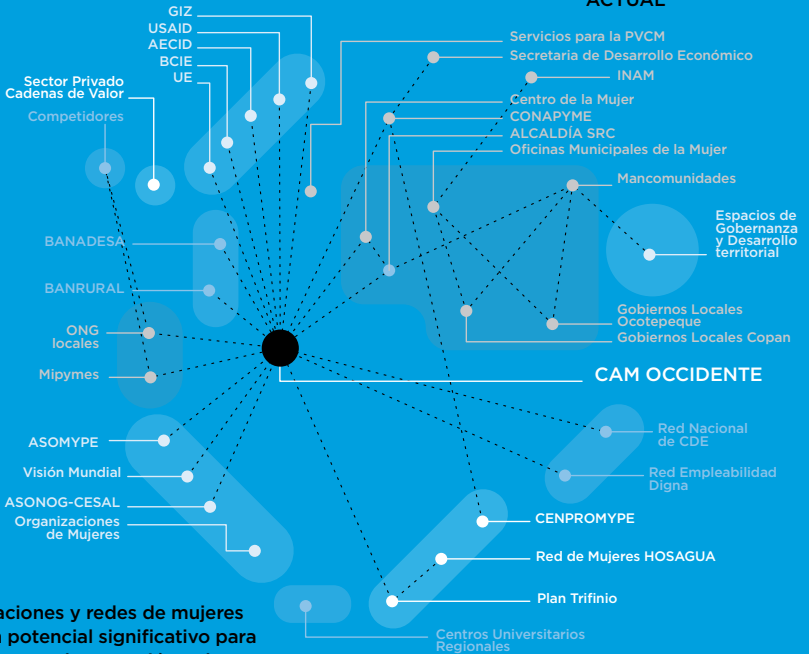 ACTUAL
GIZ
USAID
AECID
BCIE
UE
Sector Privado
Cadenas de Valor
Competidores
BANADESA
BANRURAL
ONG
locales
Mipymes
ASOMYPE
Visión Mundial
ASONOG-CESAL
Organizaciones
de Mujeres
Servicios para la PVCM
Secretaria de Desarrollo Económico
INAM
Centro de la Mujer
CONAPYME
ALCALDÍA SRC
Oficinas Municipales de la Mujer
Mancomunidades
Espacios de
Gobernanza
y Desarrollo
territorial
Gobiernos Locales
Ocotepeque
Gobiernos Locales Copan
CAM OCCIDENTE
Red Nacional
de CDE
Red Empleabilidad
Digna
CENPROMYPE
Red de Mujeres HOSAGUA
Plan Trifinio
Centros Universitarios
Regionales
aciones y redes de mujeres
potencial significativo para